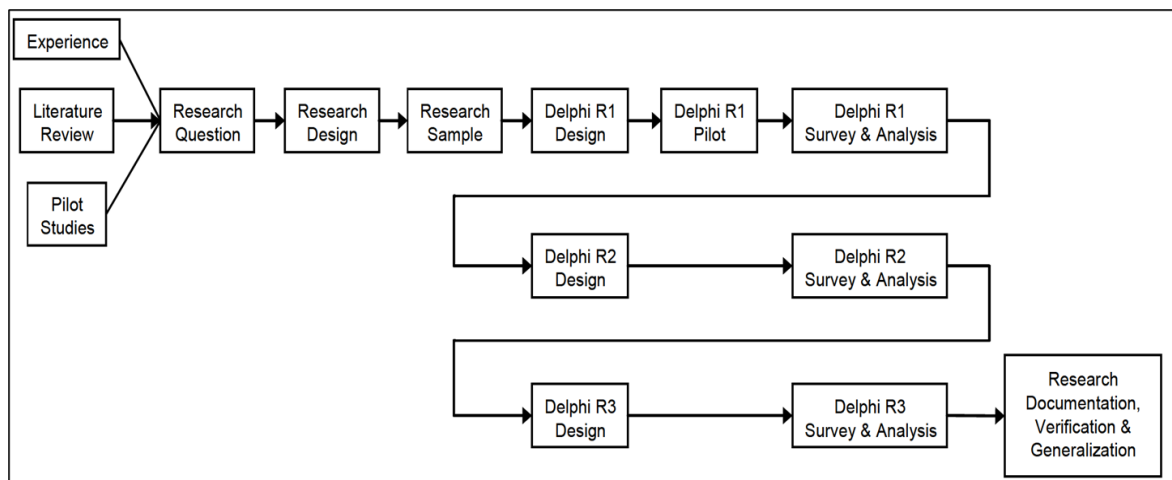 Experience
Literature
Review
Pilot
Studies
Research
Question
Research
Design
Research
Sample
Delphi R1
Design
Delphi R1
Pilot
Delphi R1
Survey & Analysis
Delphi R2
Design
Delphi R2
Survey & Analysis
Delphi R3
Design
Delphi R3
Survey & Analysis
Research
Documentation,
Verification &
Generalization